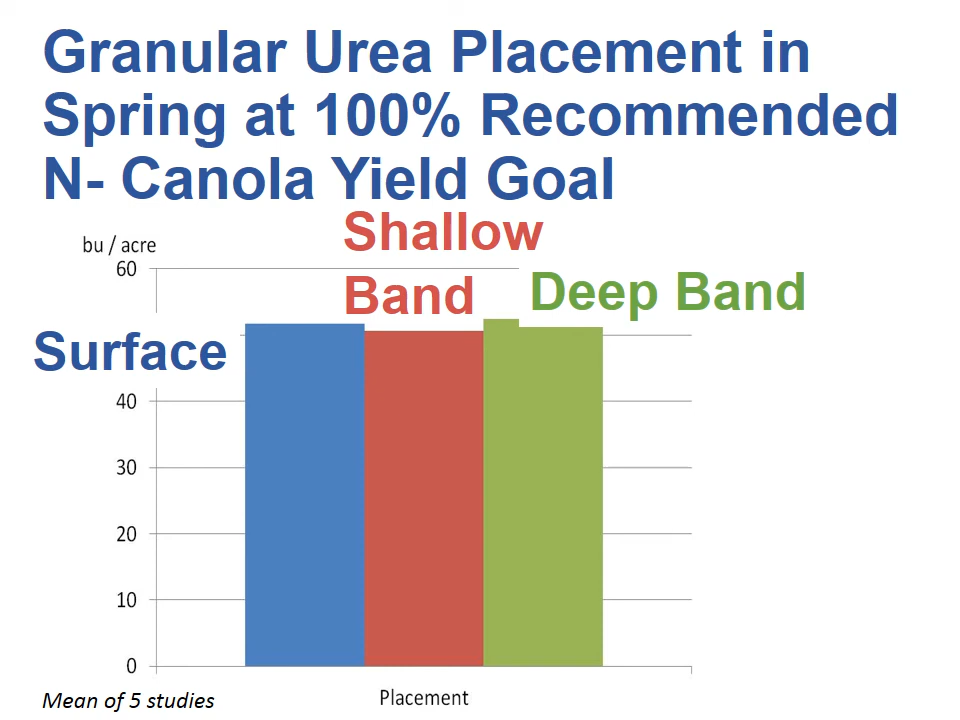 Granular Urea Placement in
Spring at 100% Recommended
N- Canola Yield Goal
Shallow
Band
Deep Band
Surface
bu / acre
60
40
30
20
10
0
Placement
Mean of 5 studies